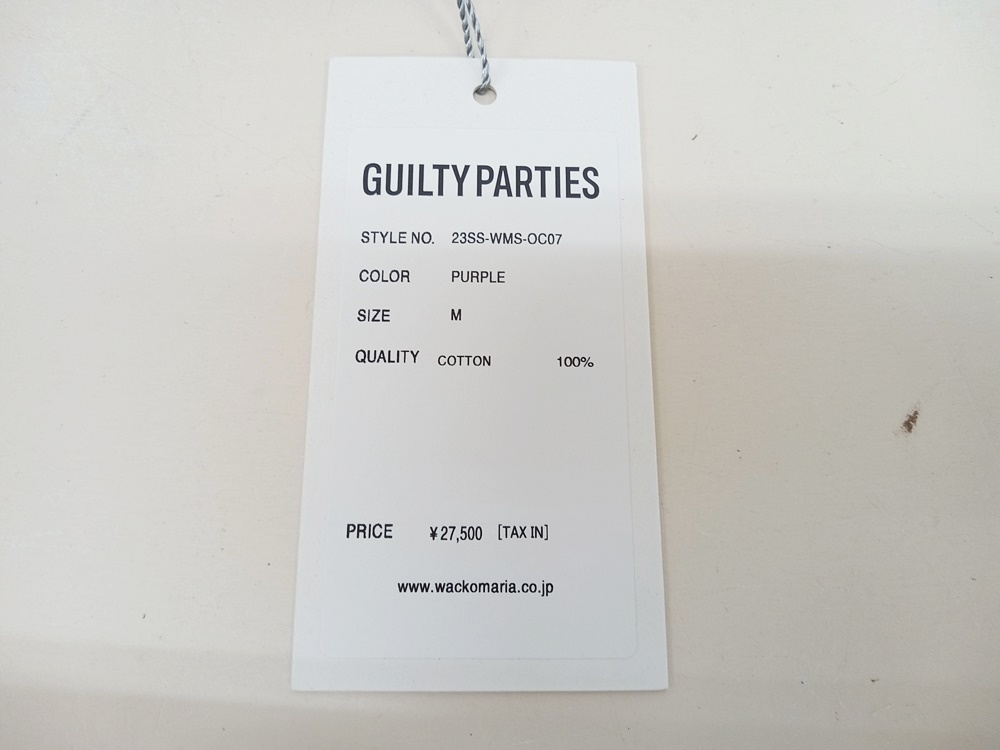 GUILTY PARTIES
STYLE NO. 23SS-WMS-OC07
COLOR PURPLE
SIZE M
QUALITY COTTON 100%
PRICE ¥27,500 [TAX IN]
www.wackomaria.co.jp